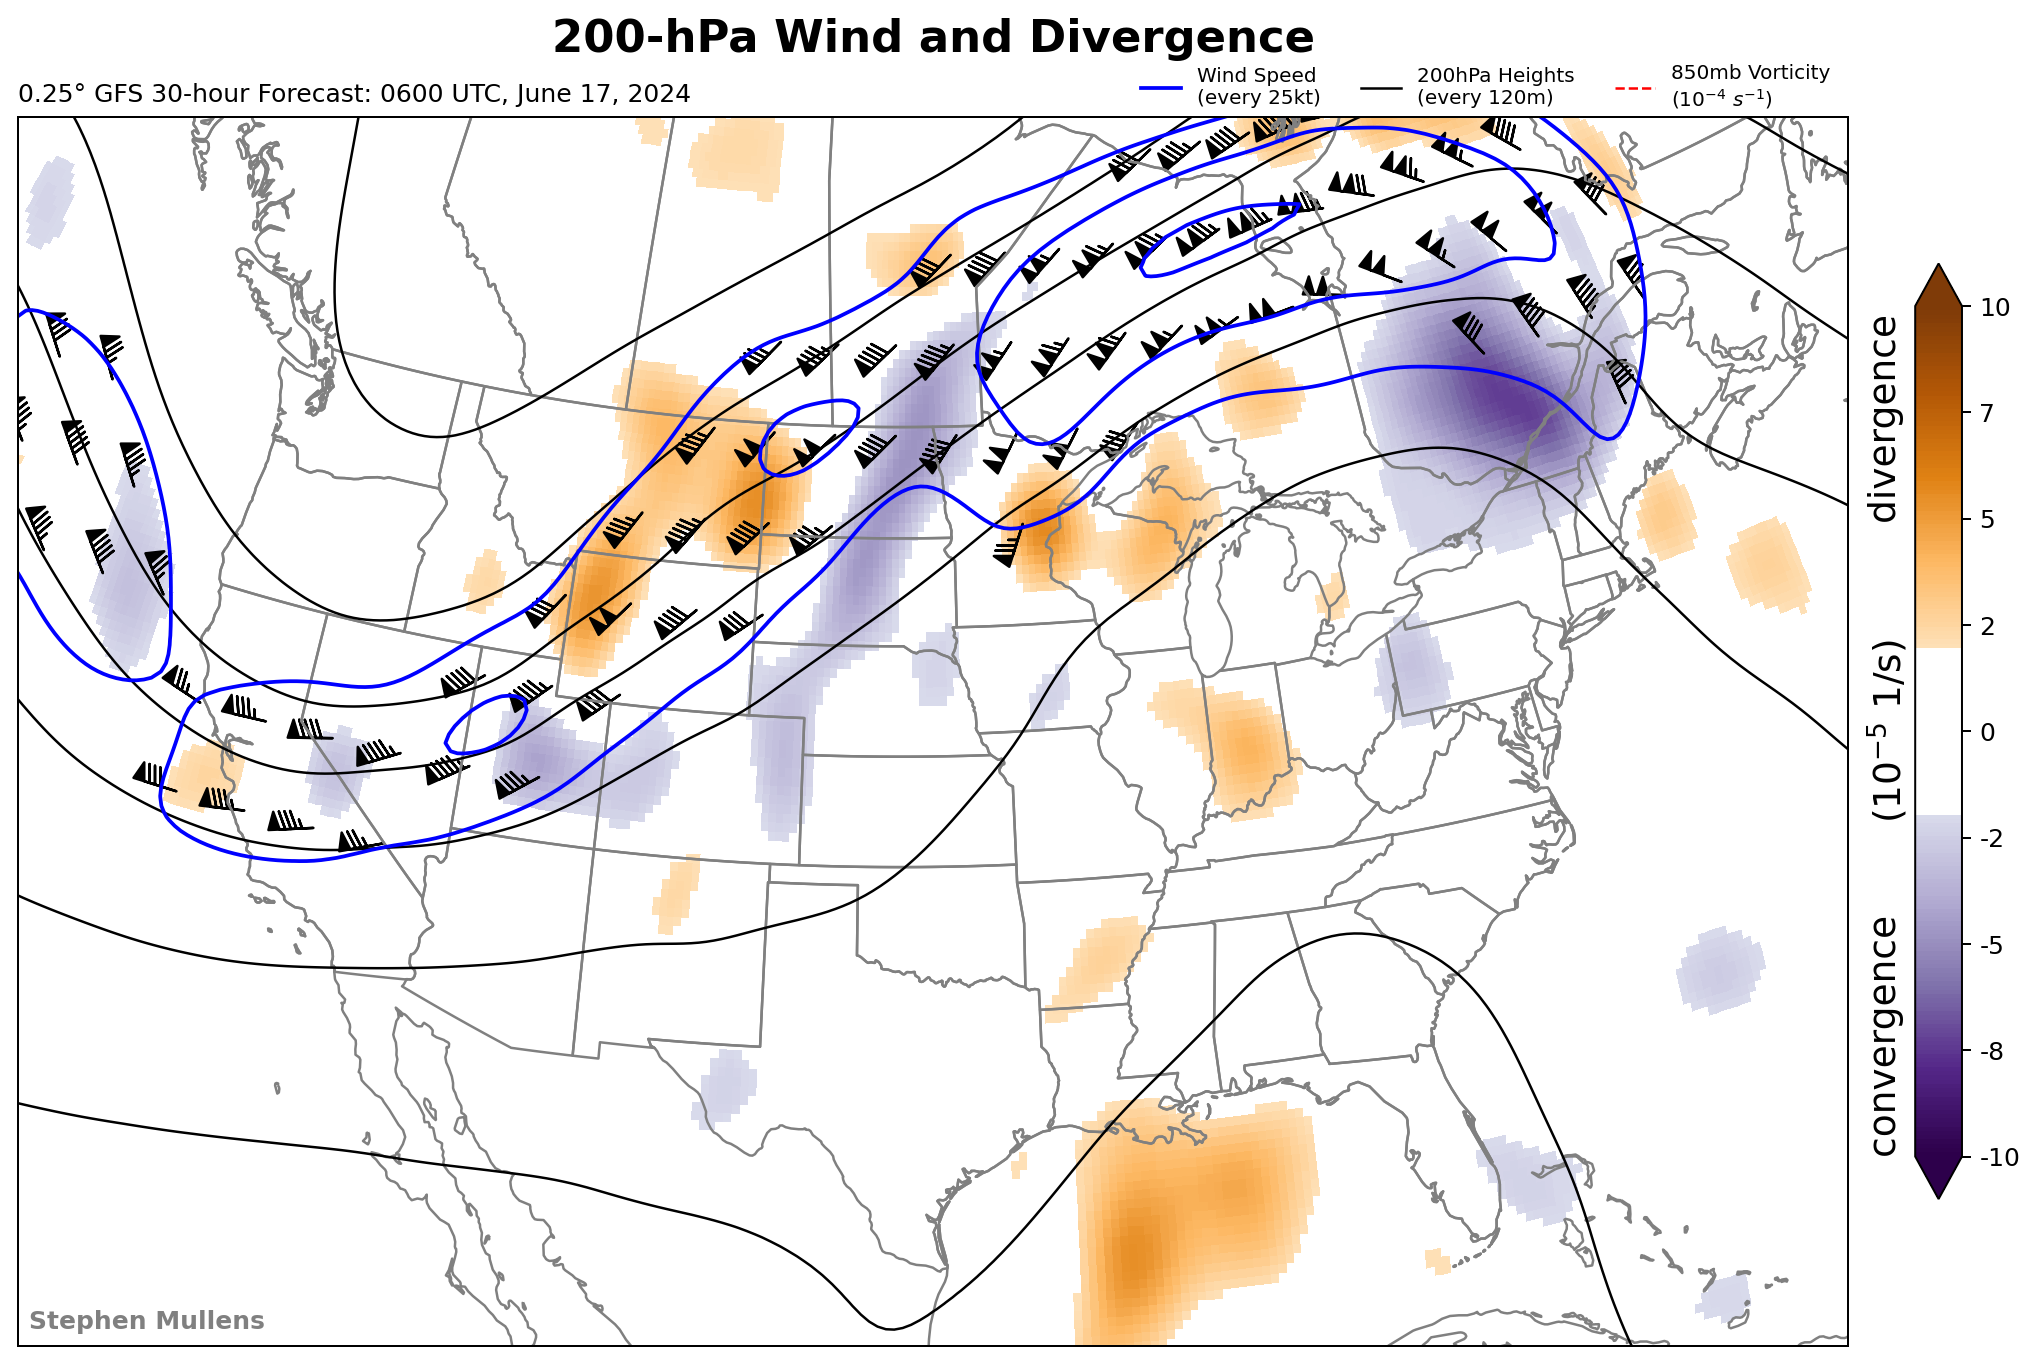 200-hPa Wind and Divergence
0.25° GFS 30-hour Forecast: 0600 UTC, June 17, 2024
Wind Speed
(every 25kt)
200hPa Heights
(every 120m)
850mb Vorticity
(10⁻⁴ s⁻¹)
10
7
5
2
0
-2
-5
-8
-10
convergence (10⁻⁵ 1/s) divergence
Stephen Mullens